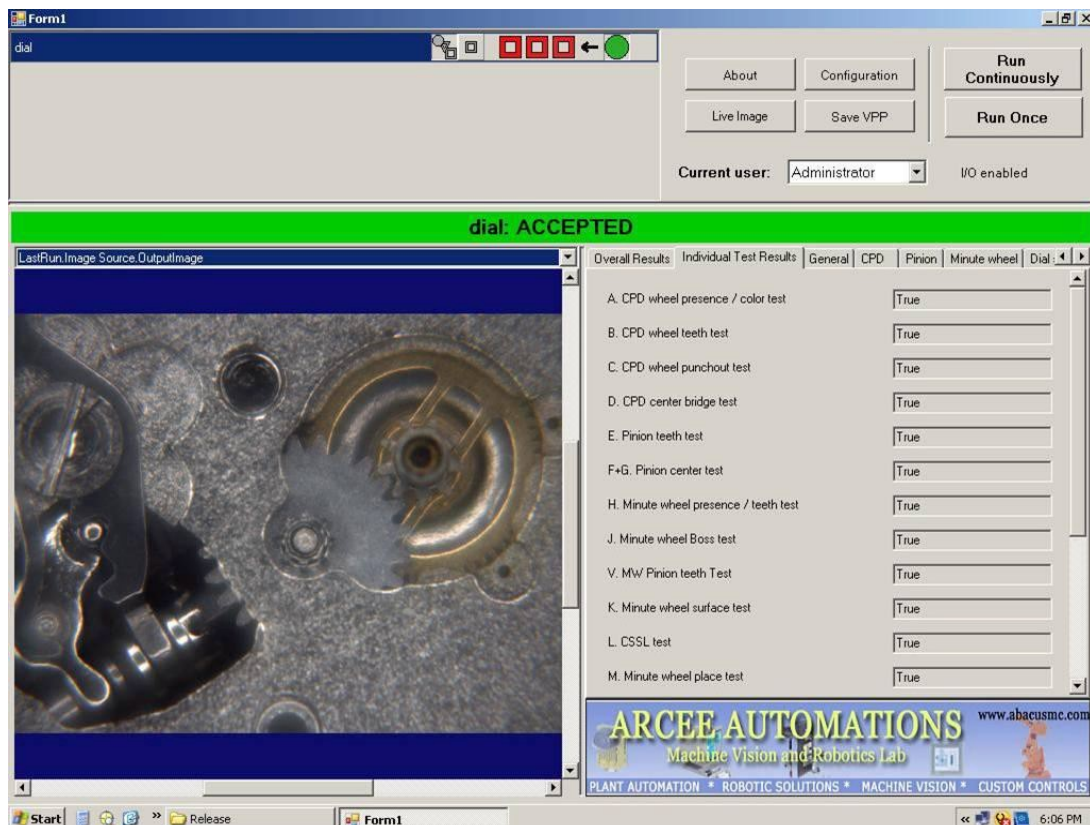 Form1
dial
About
Configuration
Run Continuously
Live Image
Save VPP
Run Once
Current user:
Administrator
I/O enabled
dial: ACCEPTED
LastRun.Image Source.OutputImage
Overall Results
Individual Test Results
General
CPD
Pinion
Minute wheel
Dial
A. CPD wheel presence / color test
True
B. CPD wheel teeth test
True
C. CPD wheel punchout test
True
D. CPD center bridge test
True
E. Pinion teeth test
True
F+G. Pinion center test
True
H. Minute wheel presence / teeth test
True
J. Minute wheel Boss test
True
V. MW Pinion teeth Test
True
K. Minute wheel surface test
True
L. CSSL test
True
M. Minute wheel place test
True
ARCEE AUTOMATIONS
www.abacusmc.com
Machine Vision and Robotics Lab
PLANT AUTOMATION * ROBOTIC SOLUTIONS * MACHINE VISION * CUSTOM CONTROLS
Start
»
Release
Form1
«
6:06 PM